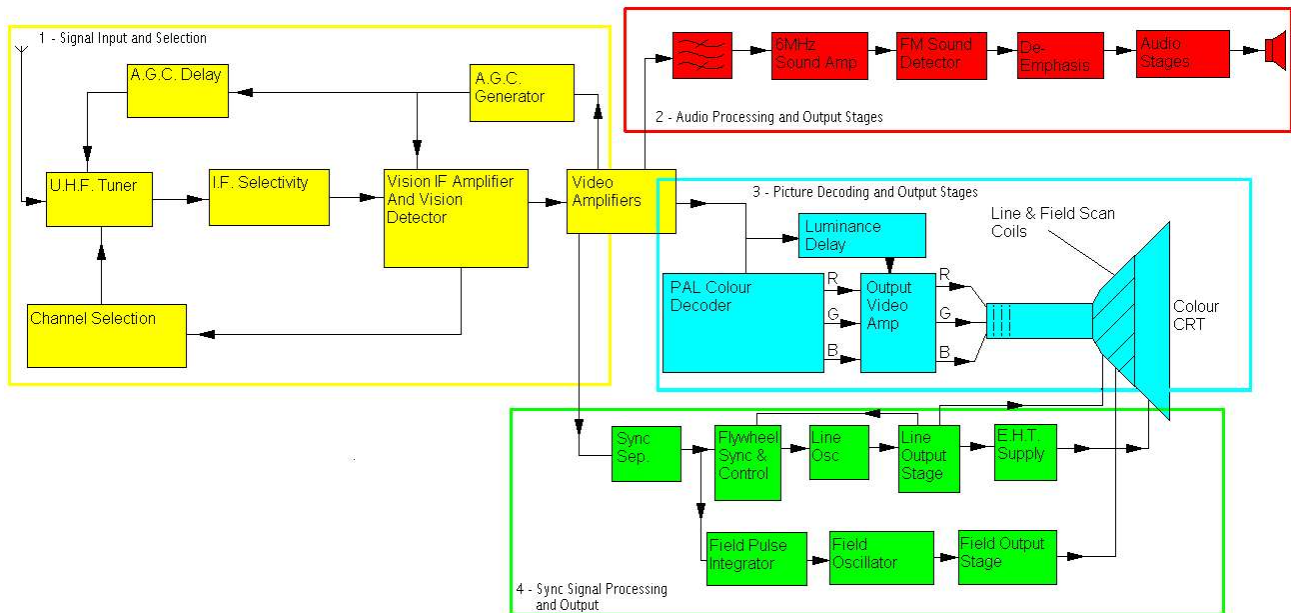 1 - Signal Input and Selection
A.G.C. Delay
A.G.C.
Generator
U.H.F. Tuner
I.F. Selectivity
Vision IF Amplifier
And Vision
Detector
Video
Amplifiers
Channel Selection
6MHz
Sound Amp
FM Sound
Detector
De-
Emphasis
Audio
Stages
2 - Audio Processing and Output Stages
3 - Picture Decoding and Output Stages
Luminance
Delay
Line & Field Scan
Coils
PAL Colour
Decoder
R
G
B
Output
Video
Amp
R
G
B
Colour
CRT
Sync
Sep.
Flywheel
Sync &
Control
Line
Osc
Line
Output
Stage
E.H.T.
Supply
Field Pulse
Integrator
Field
Oscillator
Field Output
Stage
4 - Sync Signal Processing
and Output